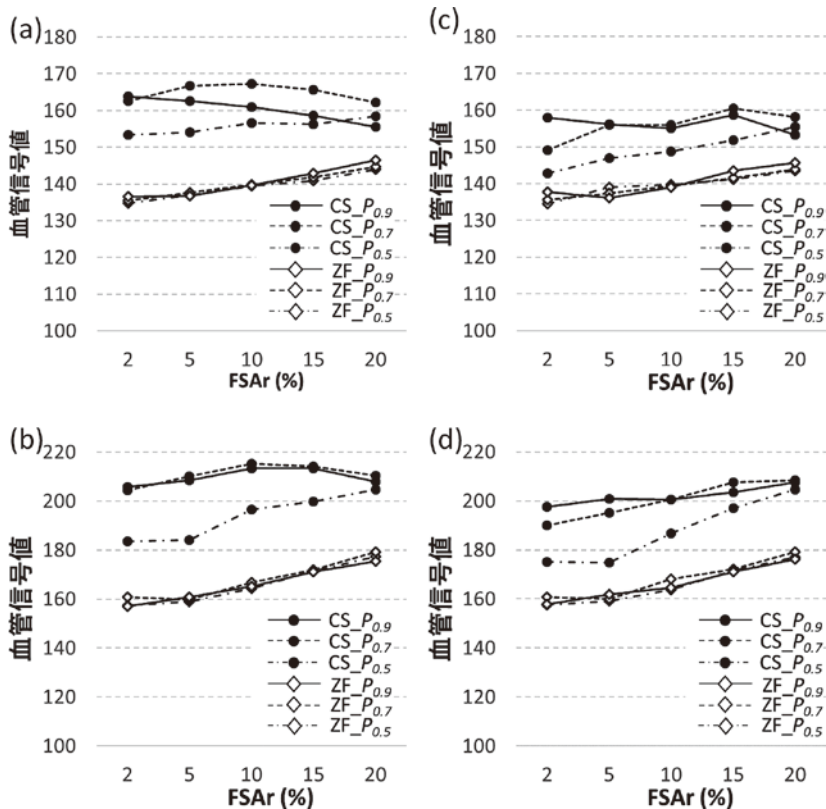 (a)
180
170
160
150
140
130
120
110
100
血管信号値
CS_P0.9
CS_P0.7
CS_P0.5
ZF_P0.9
ZF_P0.7
ZF_P0.5
2 5 10 15 20
FSAr (%)
(c)
180
170
160
150
140
130
120
110
100
血管信号値
CS_P0.9
CS_P0.7
CS_P0.5
ZF_P0.9
ZF_P0.7
ZF_P0.5
2 5 10 15 20
FSAr (%)
(b)
220
200
180
160
140
120
100
血管信号値
CS_P0.9
CS_P0.7
CS_P0.5
ZF_P0.9
ZF_P0.7
ZF_P0.5
2 5 10 15 20
FSAr (%)
(d)
220
200
180
160
140
120
100
血管信号値
CS_P0.9
CS_P0.7
CS_P0.5
ZF_P0.9
ZF_P0.7
ZF_P0.5
2 5 10 15 20
FSAr (%)